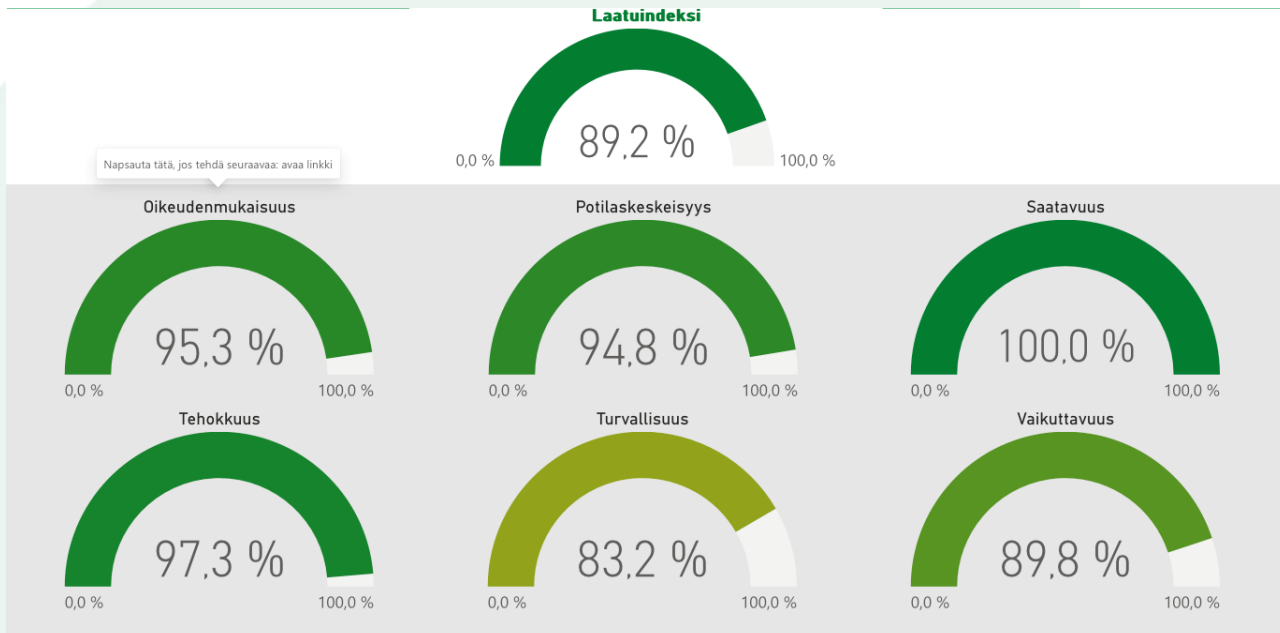 Laatuindeksi
89,2 %
0,0 %
100,0 %
Napsauta tätä, jos tehdä seuraavaa: avaa linkki
Oikeudenmukaisuus
95,3 %
0,0 %
100,0 %
Potilaskeskeisyys
94,8 %
0,0 %
100,0 %
Saatavuus
100,0 %
0,0 %
100,0 %
Tehokkuus
97,3 %
0,0 %
100,0 %
Turvallisuus
83,2 %
0,0 %
100,0 %
Vaikuttavuus
89,8 %
0,0 %
100,0 %